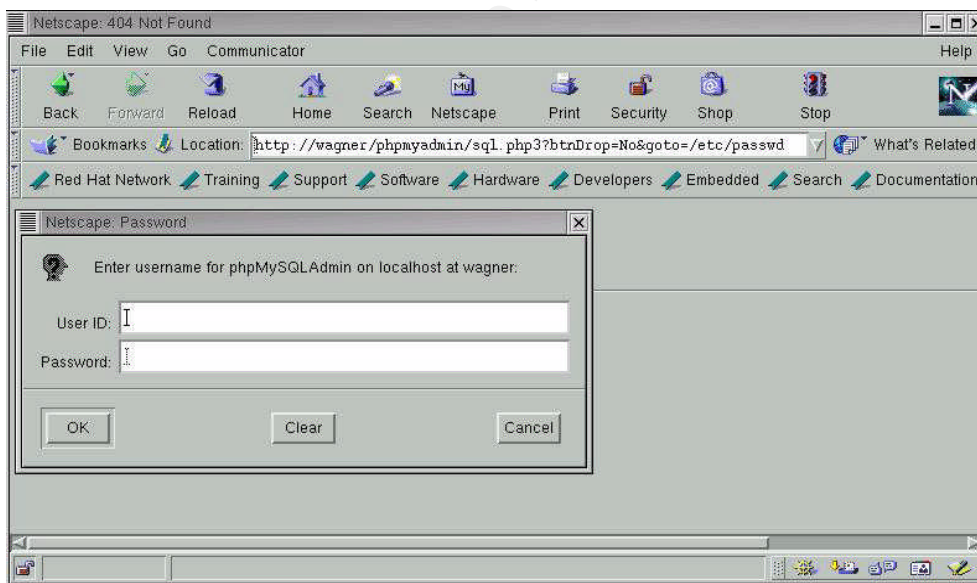 Netscape: 404 Not Found
File Edit View Go Communicator Help
Back Forward Reload Home Search Netscape Print Security Shop Stop
Bookmarks Location: http://wagner/phpmyadmin/sql.php3?btnDrop=No&goto=/etc/passwd What's Related
Red Hat Network Training Support Software Hardware Developers Embedded Search Documentation
Netscape: Password
Enter username for phpMySQLAdmin on localhost at wagner:
User ID:
Password:
OK Clear Cancel